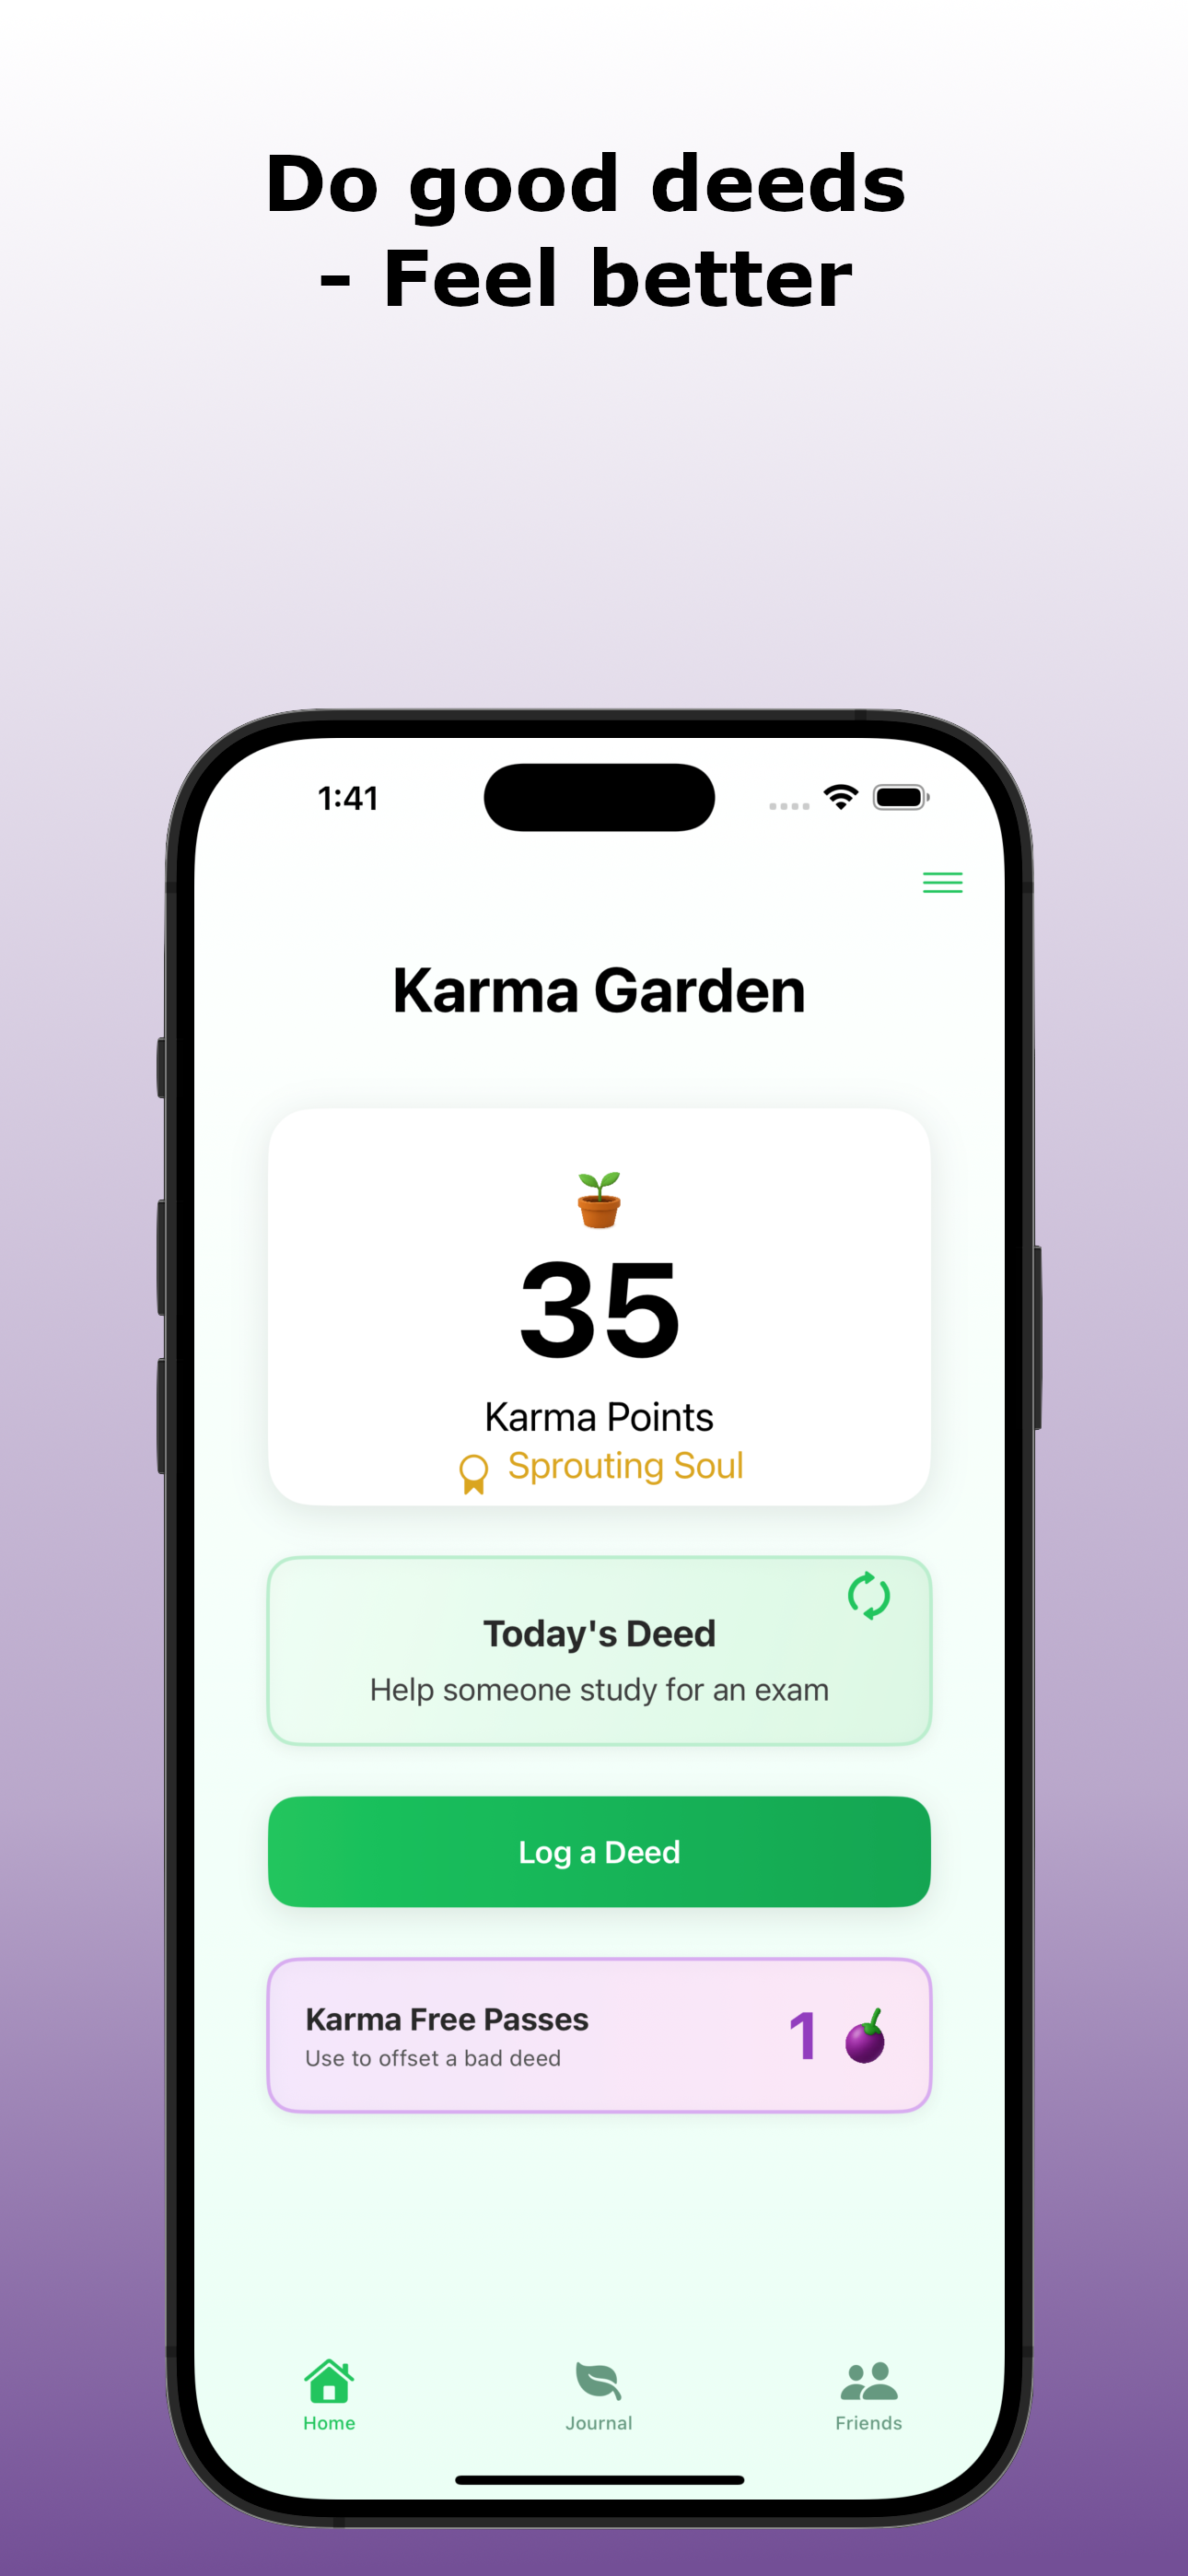 Do good deeds
- Feel better
1:41
Karma Garden
35
Karma Points
Sprouting Soul
Today's Deed
Help someone study for an exam
Log a Deed
Karma Free Passes
Use to offset a bad deed
1
Home
Journal
Friends